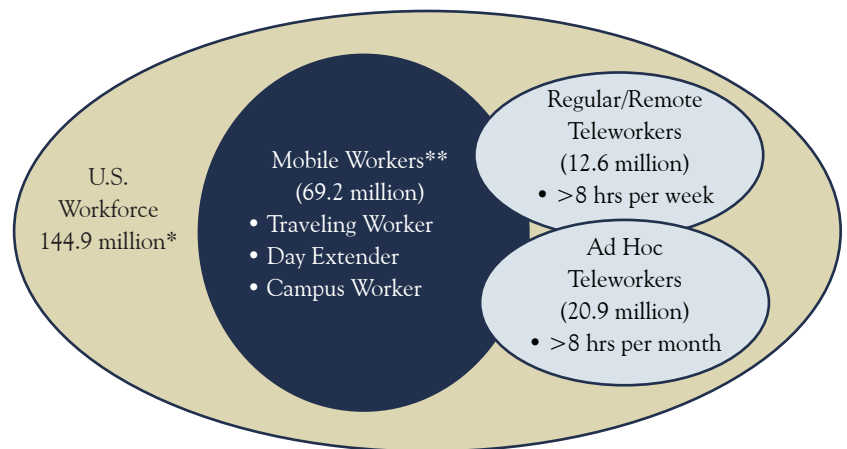 U.S.
Workforce
144.9 million*
Mobile Workers**
(69.2 million)
• Traveling Worker
• Day Extender
• Campus Worker
Regular/Remote
Teleworkers
(12.6 million)
• >8 hrs per week
Ad Hoc
Teleworkers
(20.9 million)
• >8 hrs per month